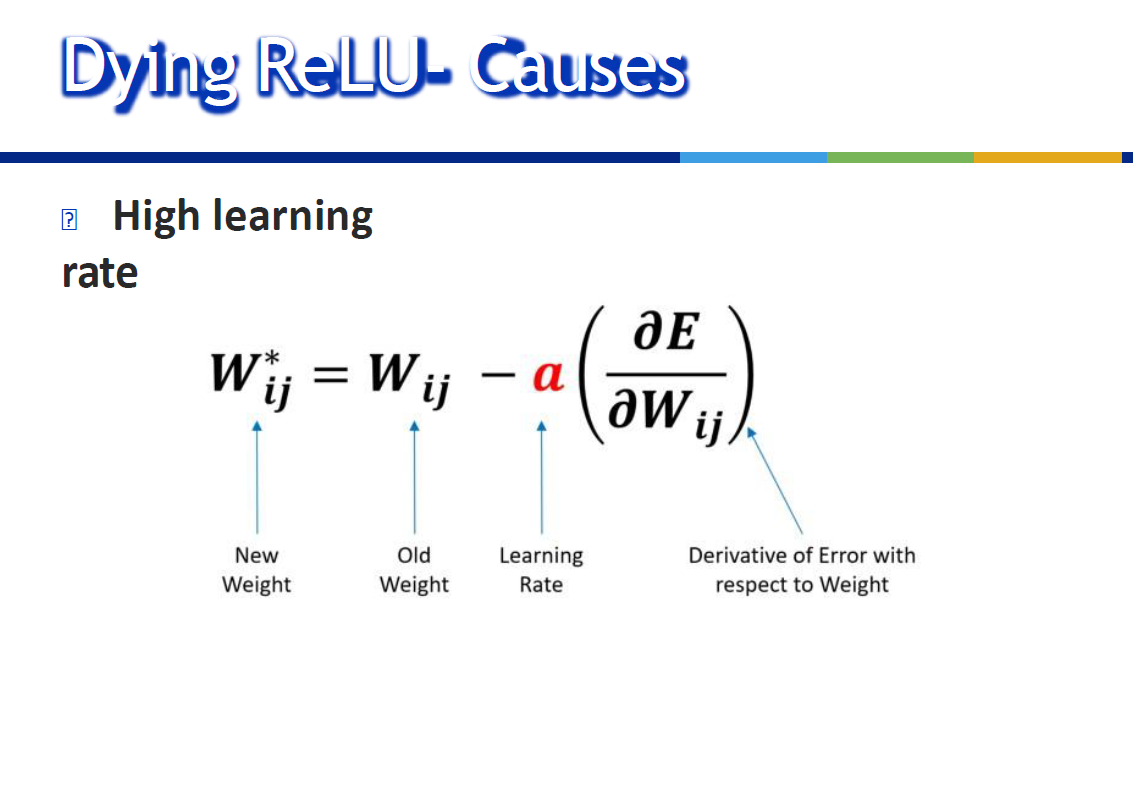 Dying ReLU- Causes
High learning
rate
W*ij = Wij − a (∂E / ∂Wij)
New Weight
Old Weight
Learning Rate
Derivative of Error with
respect to Weight